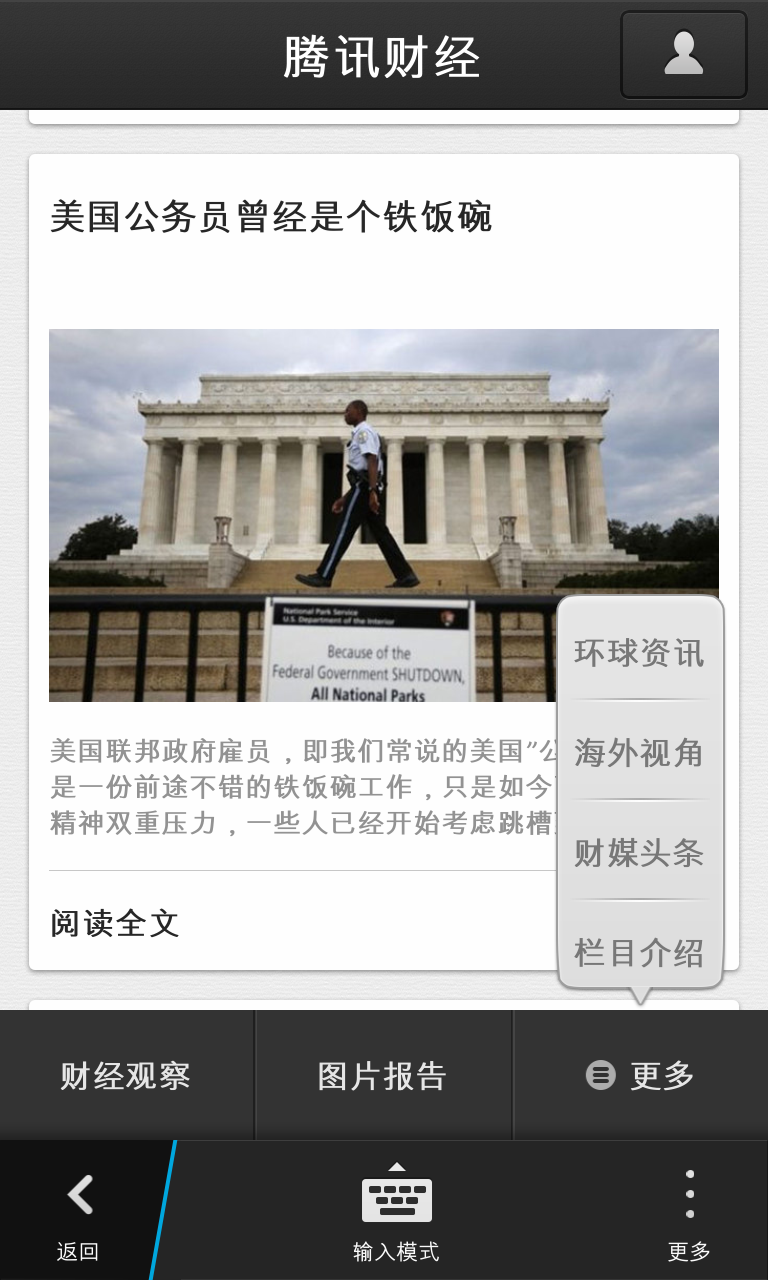 腾讯财经
美国公务员曾经是个铁饭碗
National Park Service
U.S. Department of the Interior
Because of the
Federal Government SHUTDOWN,
All National Parks
美国联邦政府雇员，即我们常说的美国”公
是一份前途不错的铁饭碗工作，只是如今
精神双重压力，一些人已经开始考虑跳槽
阅读全文
环球资讯
海外视角
财媒头条
栏目介绍
财经观察
图片报告
更多
返回
输入模式
更多